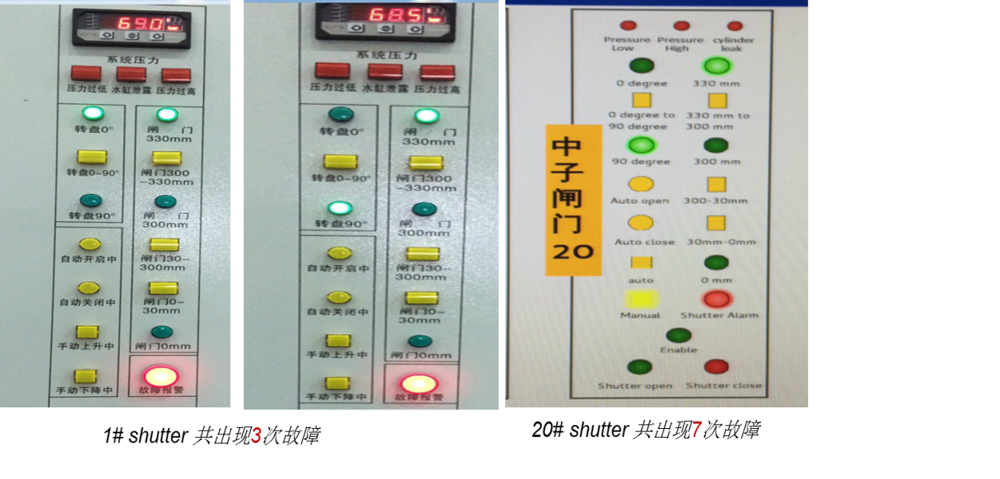 69.0
系统压力
压力过低 水缸泄露 压力过高
转盘0°
闸 门
330mm
转盘0-90°
闸门300
-330mm
转盘90°
闸 门
300mm
自动开启中
闸门30-
300mm
自动关闭中
闸门0-
30mm
手动上升中
闸门0mm
手动下降中
故障报警
68.5
系统压力
压力过低 水缸泄露 压力过高
转盘0°
闸 门
330mm
转盘0-90°
闸门300
-330mm
转盘90°
闸 门
300mm
自动开启中
闸门30-
300mm
自动关闭中
闸门0-
30mm
手动上升中
闸门0mm
手动下降中
故障报警
中
子
闸
门
20
Pressure Low
Pressure High
cylinder leak
0 degree
330 mm
0 degree to
90 degree
330 mm to
300 mm
90 degree
300 mm
Auto open
300-30mm
Auto close
30mm-0mm
auto
0 mm
Manual
Shutter Alarm
Enable
Shutter open
Shutter close
1# shutter 共出现3次故障
20# shutter 共出现7次故障